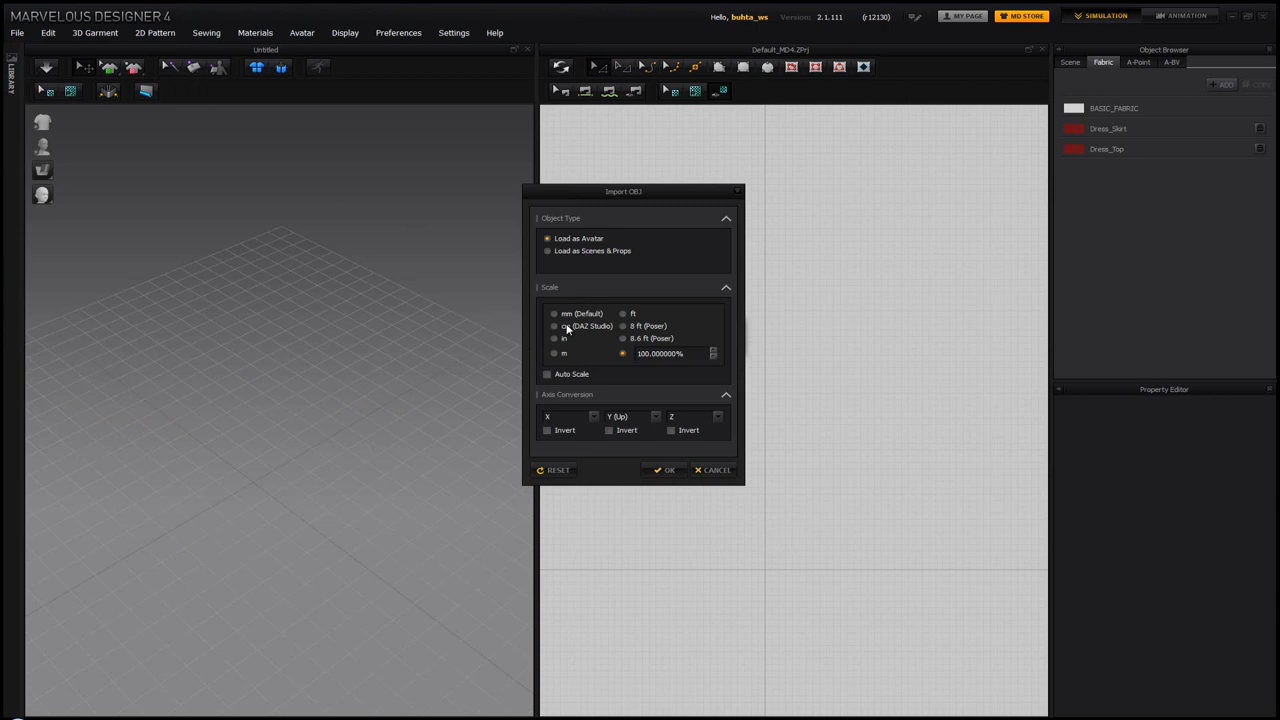 MARVELOUS DESIGNER 4
Hello, buhta_ws Version: 2.1.111 (r12130) MY PAGE MD STORE SIMULATION ANIMATION
File Edit 3D Garment 2D Pattern Sewing Materials Avatar Display Preferences Settings Help
LIBRARY
Untitled
Default_MD4.ZPrj
Object Browser
Scene Fabric A-Point A-BV
ADD COPY
BASIC_FABRIC
Dress_Skirt
Dress_Top
Property Editor
Import OBJ
Object Type
Load as Avatar
Load as Scenes & Props
Scale
mm (Default) ft
(DAZ Studio) 8 ft (Poser)
in 8.6 ft (Poser)
m 100.000000%
Auto Scale
Axis Conversion
X Y (Up) Z
Invert Invert Invert
RESET OK CANCEL